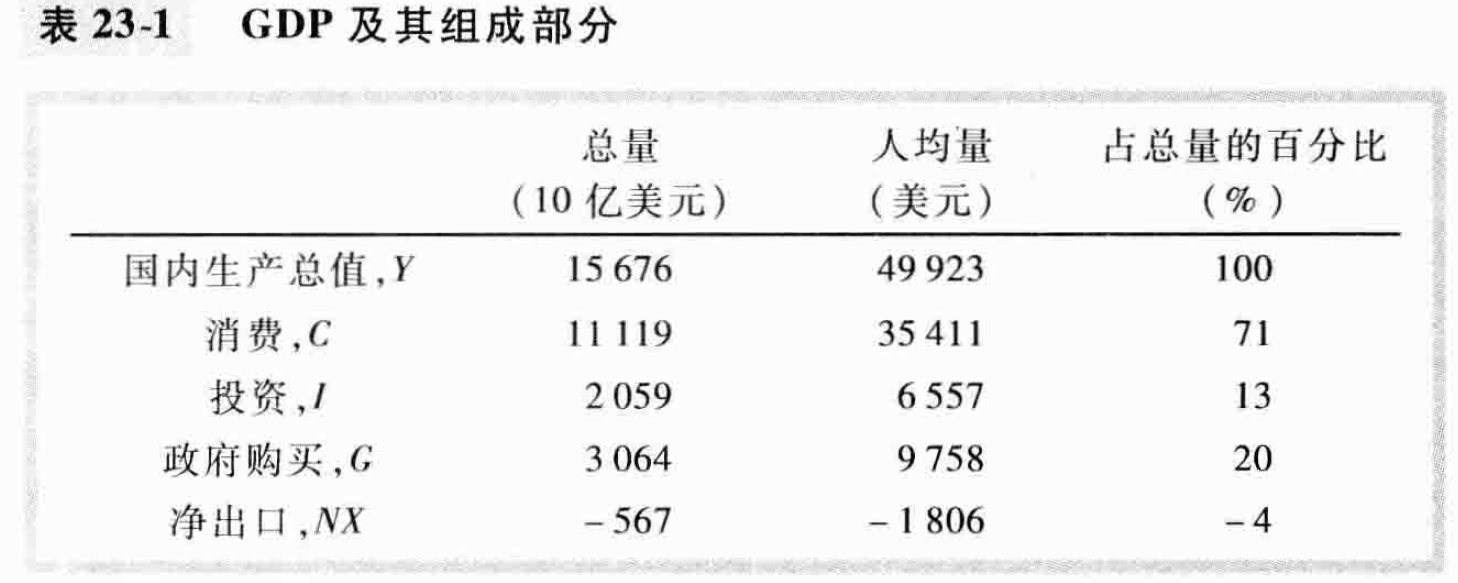 表 23-1 GDP 及其组成部分
总量 人均量 占总量的百分比
(10 亿美元) (美元) (%)
国内生产总值,Y 15 676 49 923 100
消费,C 11 119 35 411 71
投资,I 2 059 6 557 13
政府购买,G 3 064 9 758 20
净出口,NX -567 -1 806 -4